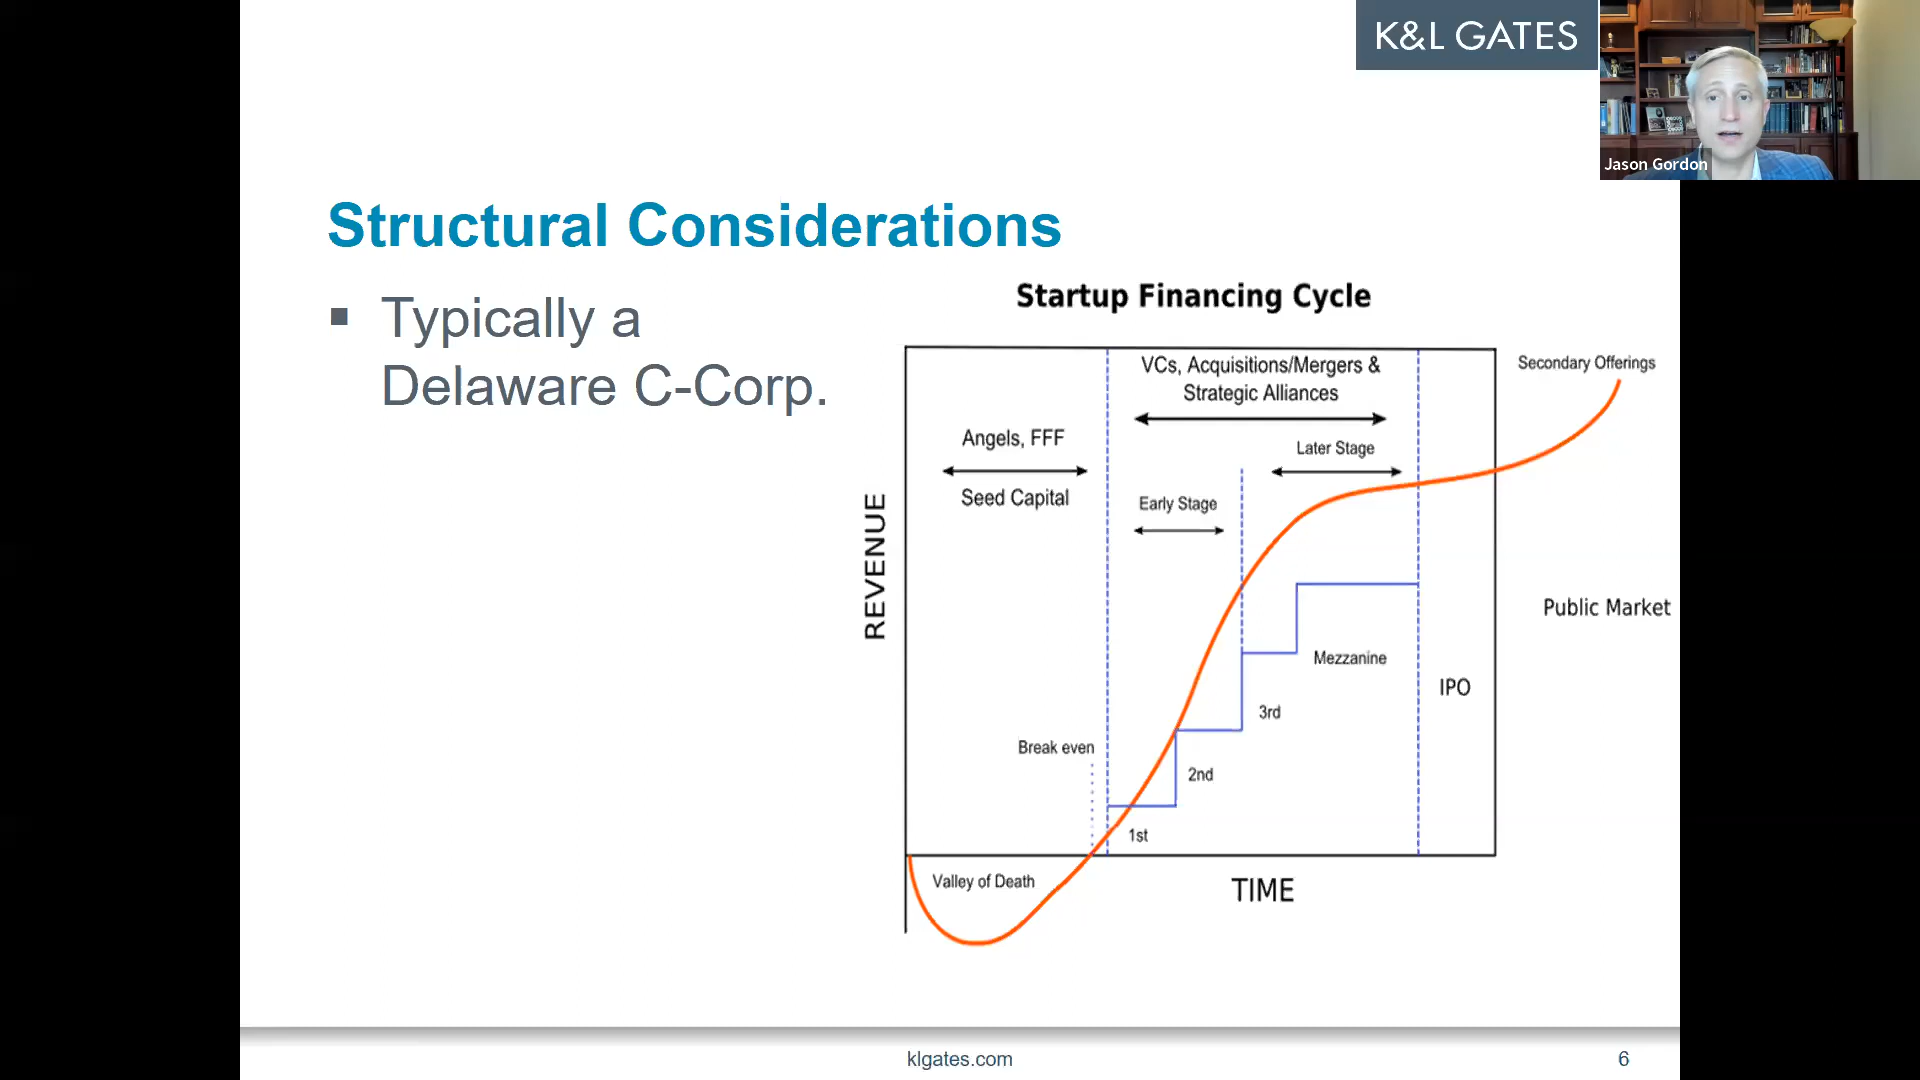 K&L GATES
Jason Gordon
Structural Considerations
▪ Typically a
Delaware C-Corp.
Startup Financing Cycle
VCs, Acquisitions/Mergers &
Strategic Alliances
Secondary Offerings
Angels, FFF
Later Stage
Seed Capital
Early Stage
REVENUE
Public Market
Mezzanine
IPO
3rd
Break even
2nd
1st
Valley of Death
TIME
klgates.com
6